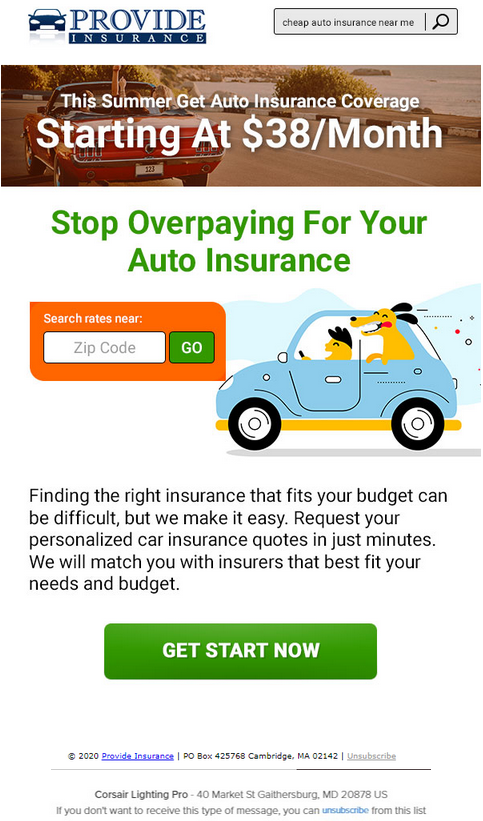 PROVIDE
INSURANCE
cheap auto insurance near me
This Summer Get Auto Insurance Coverage
Starting At $38/Month
123
Stop Overpaying For Your
Auto Insurance
Search rates near:
Zip Code
GO
Finding the right insurance that fits your budget can
be difficult, but we make it easy. Request your
personalized car insurance quotes in just minutes.
We will match you with insurers that best fit your
needs and budget.
GET START NOW
© 2020 Provide Insurance | PO Box 425768 Cambridge, MA 02142 | Unsubscribe
Corsair Lighting Pro - 40 Market St Gaithersburg, MD 20878 US
If you don't want to receive this type of message, you can unsubscribe from this list